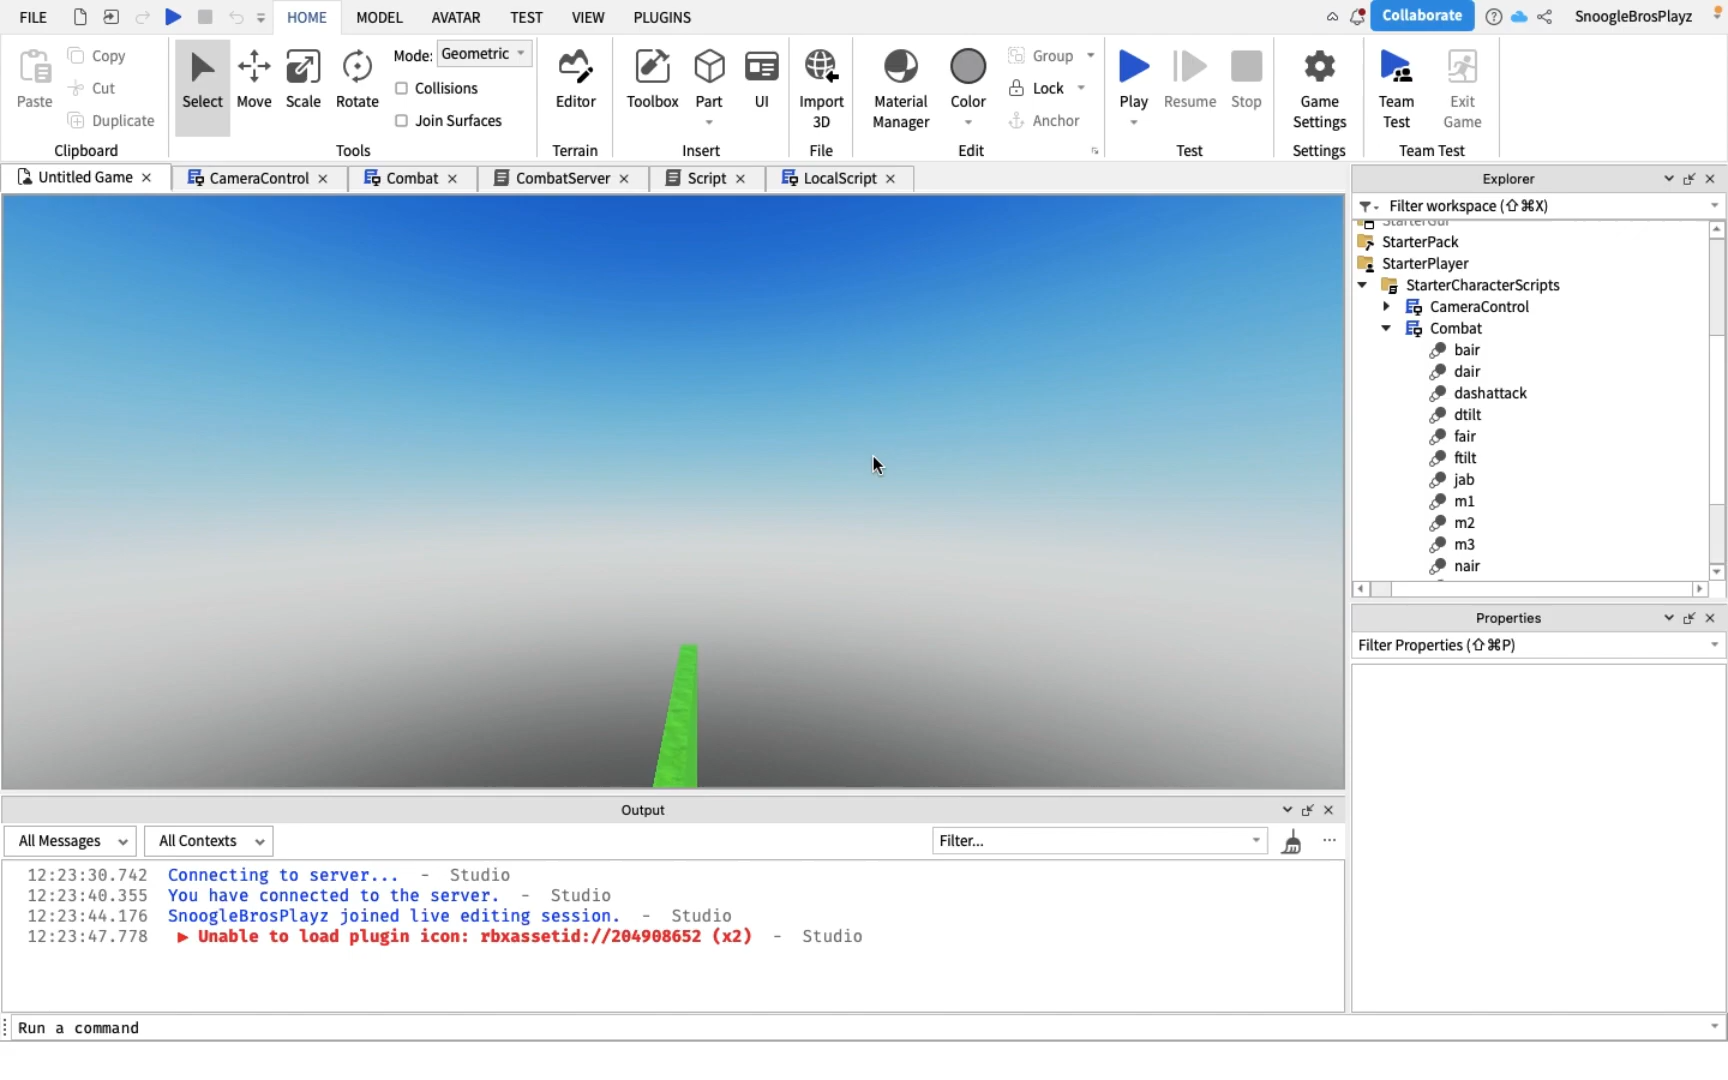 FILE HOME MODEL AVATAR TEST VIEW PLUGINS Collaborate SnoogleBrosPlayz
Paste Copy Cut Duplicate
Clipboard
Select Move Scale Rotate
Mode: Geometric
Collisions
Join Surfaces
Tools
Editor
Terrain
Toolbox Part UI
Insert
Import 3D
File
Material Manager Color
Group
Lock
Anchor
Edit
Play Resume Stop
Test
Game Settings
Settings
Team Test Exit Game
Team Test
Untitled Game CameraControl Combat CombatServer Script LocalScript
Explorer
Filter workspace (⇧⌘X)
StarterGui
StarterPack
StarterPlayer
StarterCharacterScripts
CameraControl
Combat
bair
dair
dashattack
dtilt
fair
ftilt
jab
m1
m2
m3
nair
Properties
Filter Properties (⇧⌘P)
Output
All Messages All Contexts Filter... ...
12:23:30.742 Connecting to server... - Studio
12:23:40.355 You have connected to the server. - Studio
12:23:44.176 SnoogleBrosPlayz joined live editing session. - Studio
12:23:47.778 ▶ Unable to load plugin icon: rbxassetid://204908652 (x2) - Studio
Run a command